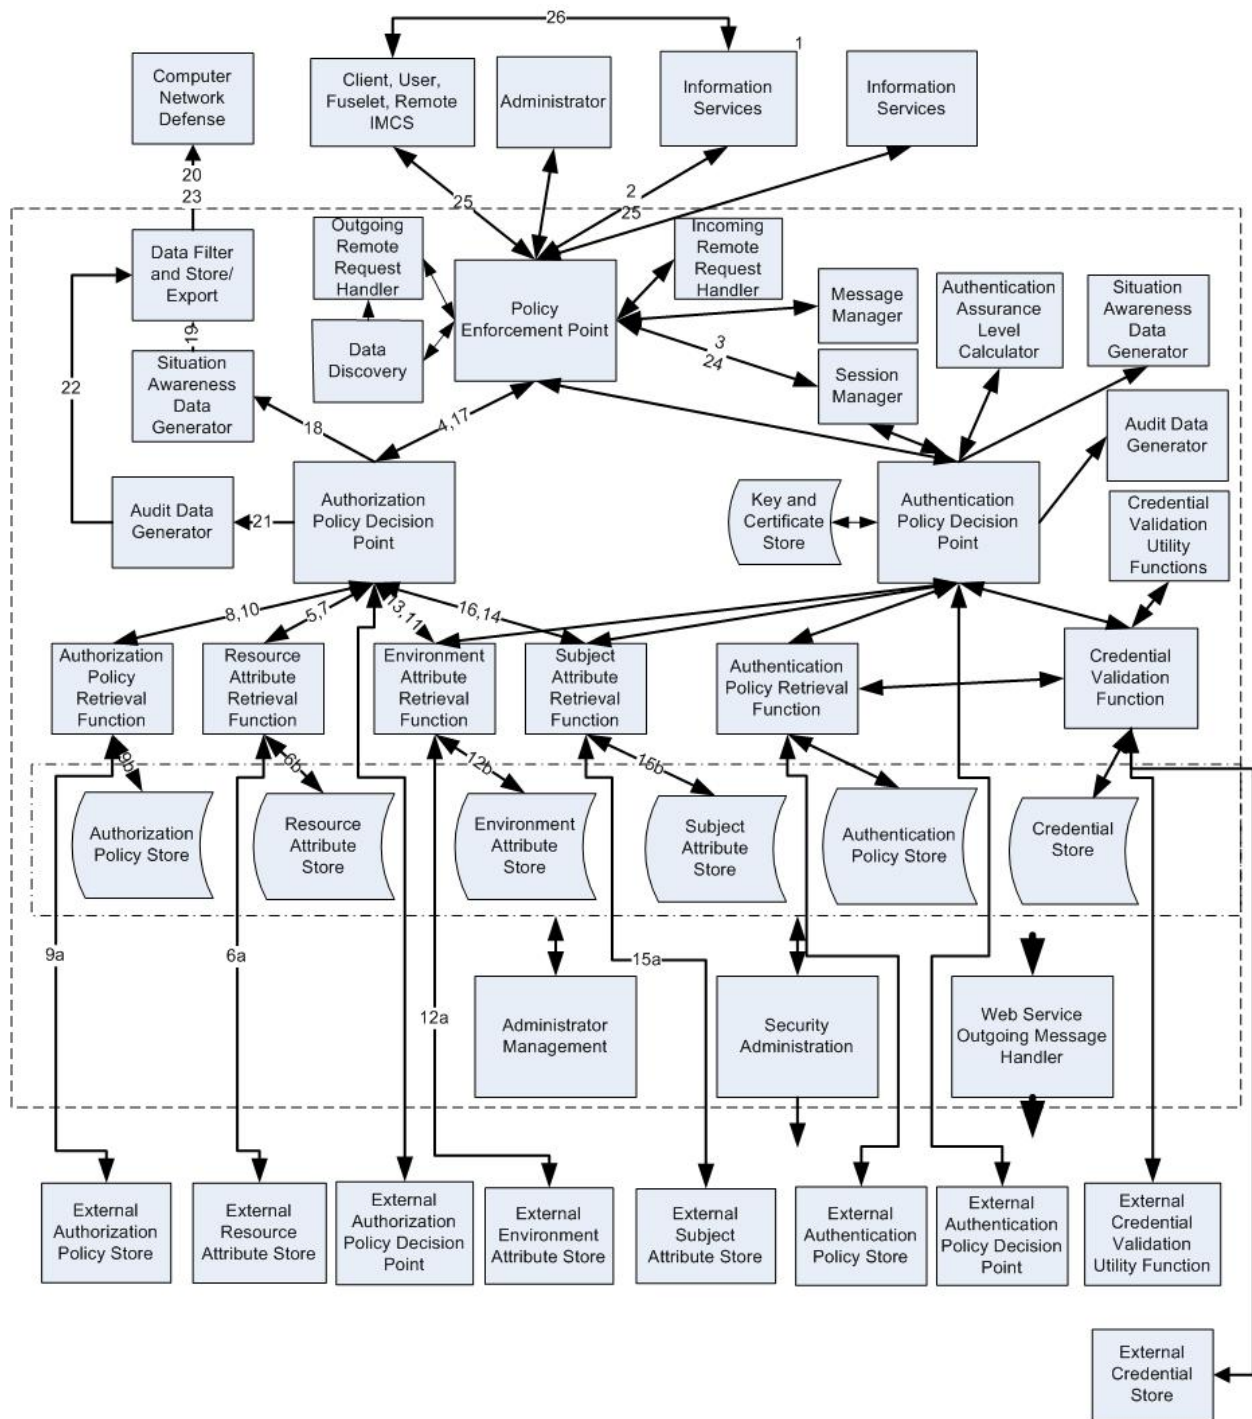 26
1
Computer
Network
Defense
Client, User,
Fuselet, Remote
IMCS
Administrator
Information
Services
Information
Services
20
23
25
2
25
Data Filter
and Store/
Export
Outgoing
Remote
Request
Handler
Policy
Enforcement Point
Incoming
Remote
Request
Handler
Message
Manager
Authentication
Assurance
Level
Calculator
Situation
Awareness
Data
Generator
19
22
Situation
Awareness
Data
Generator
Data
Discovery
3
24
Session
Manager
18
4,17
Audit Data
Generator
Audit Data
Generator
21
Authorization
Policy Decision
Point
Key and
Certificate
Store
Authentication
Policy Decision
Point
Credential
Validation
Utility
Functions
8,10
5,7
13,11
16,14
Authorization
Policy
Retrieval
Function
Resource
Attribute
Retrieval
Function
Environment
Attribute
Retrieval
Function
Subject
Attribute
Retrieval
Function
Authentication
Policy Retrieval
Function
Credential
Validation
Function
9b
6b
12b
15b
Authorization
Policy Store
Resource
Attribute
Store
Environment
Attribute
Store
Subject
Attribute
Store
Authentication
Policy Store
Credential
Store
9a
6a
12a
15a
Administrator
Management
Security
Administration
Web Service
Outgoing Message
Handler
External
Authorization
Policy Store
External
Resource
Attribute Store
External
Authorization
Policy Decision
Point
External
Environment
Attribute Store
External
Subject
Attribute Store
External
Authentication
Policy Store
External
Authentication
Policy Decision
Point
External
Credential
Validation
Utility Function
External
Credential
Store